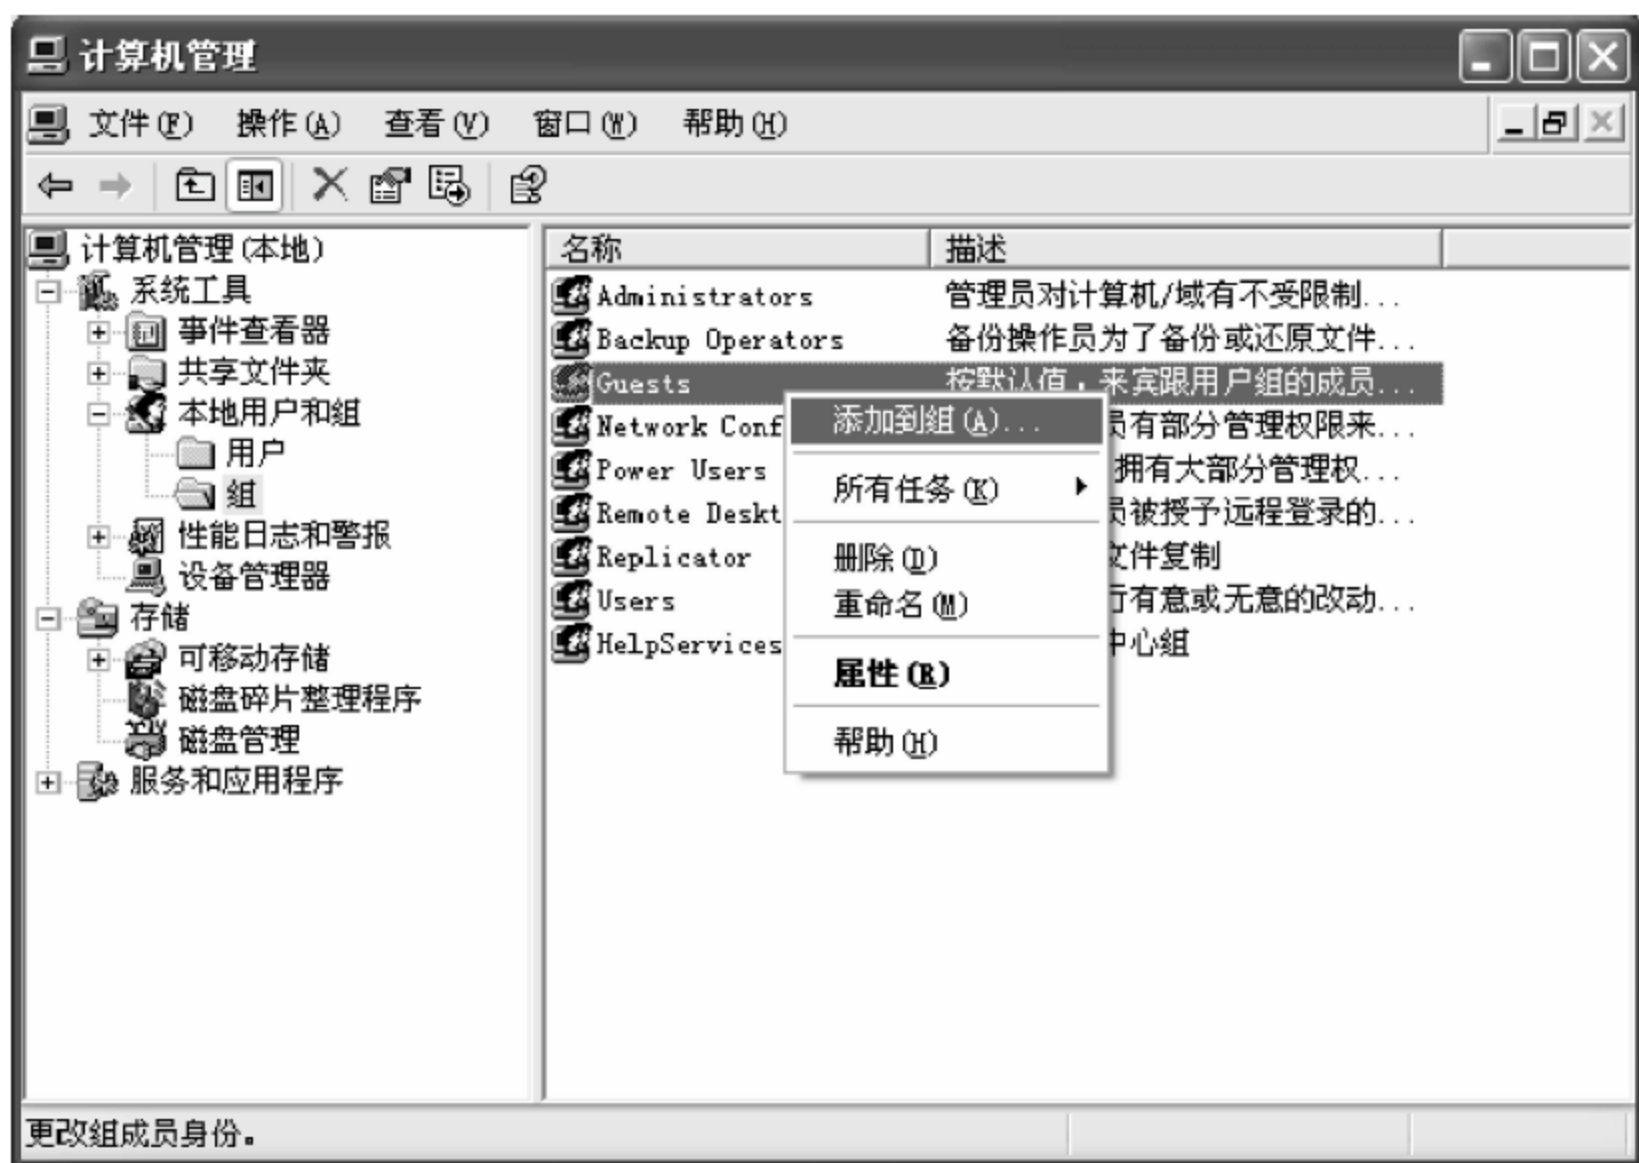 计算机管理
文件(F) 操作(A) 查看(V) 窗口(W) 帮助(H)
计算机管理(本地)
系统工具
事件查看器
共享文件夹
本地用户和组
用户
组
性能日志和警报
设备管理器
存储
可移动存储
磁盘碎片整理程序
磁盘管理
服务和应用程序
名称 描述
Administrators 管理员对计算机/域有不受限制...
Backup Operators 备份操作员为了备份或还原文件...
Guests 按默认值，来宾跟用户组的成员...
Network Conf 员有部分管理权限来...
Power Users 拥有大部分管理权...
Remote Deskt 员被授予远程登录的...
Replicator 文件复制
Users 行有意或无意的改动...
HelpServices 中心组
添加到组(A)...
所有任务(K)
删除(D)
重命名(M)
属性(R)
帮助(H)
更改组成员身份。